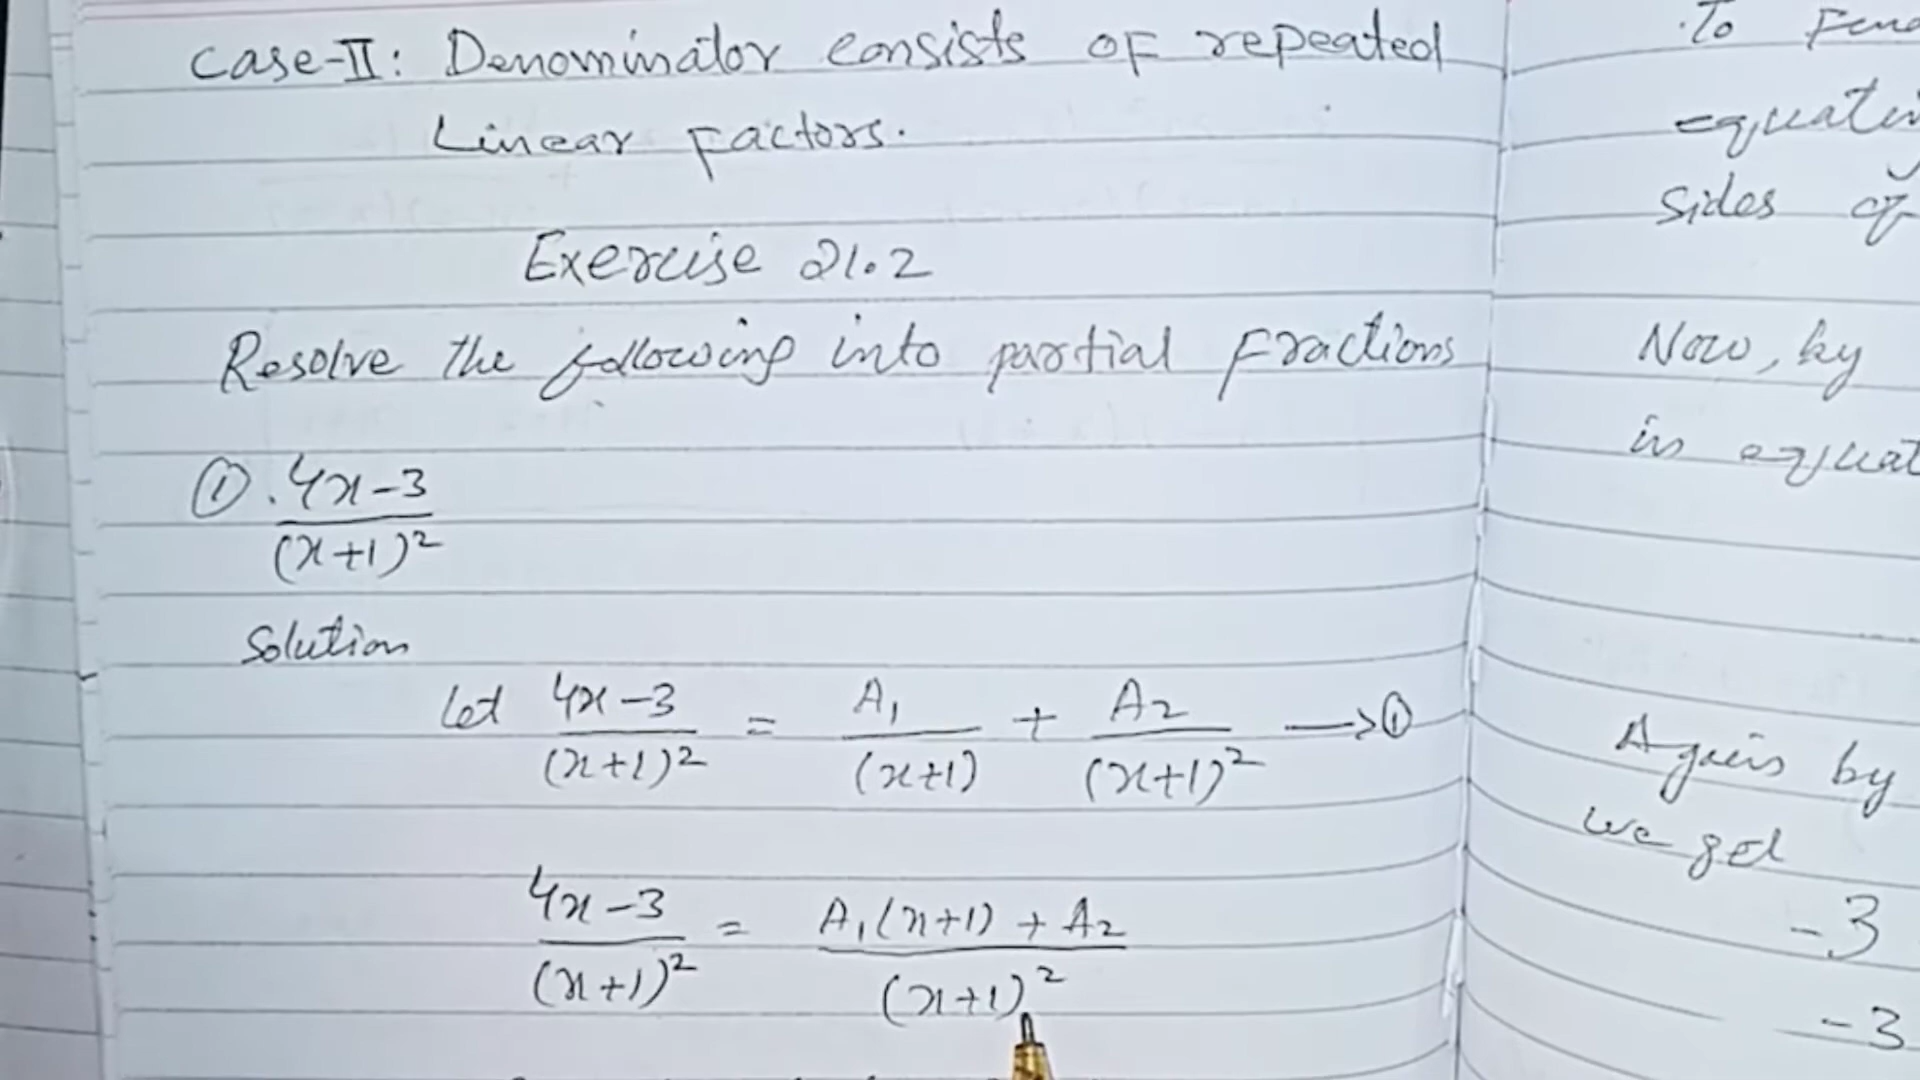 Case-II: Denominator consists of repeated
Linear Factors.
Exercise 21.2
Resolve the following into partial Fractions
① . 4x-3
(x+1)²
Solution
Let 4x-3 / (x+1)² = A₁ / (x+1) + A₂ / (x+1)² → ①
4x-3 / (x+1)² = A₁(x+1) + A₂ / (x+1)²
To
equatin
sides of
Now, by
in equat
Again by
we get
-3
-3